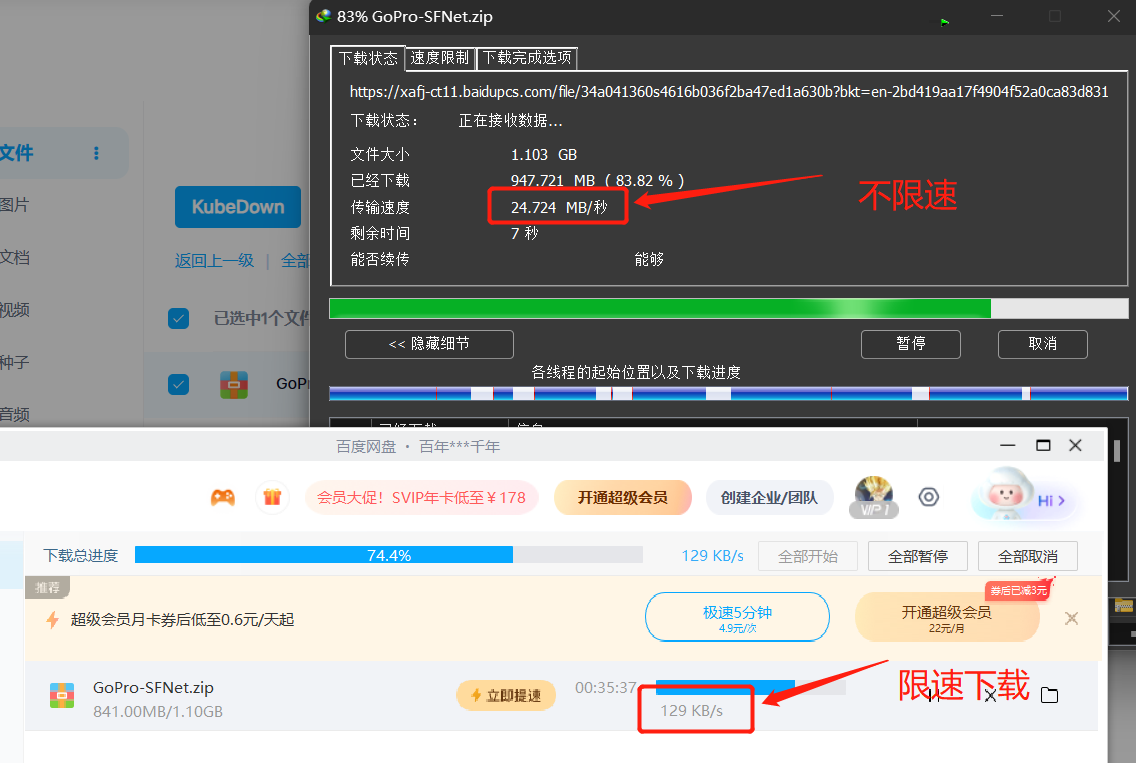 83% GoPro-SFNet.zip
下载状态 速度限制 下载完成选项
https://xafj-ct11.baidupcs.com/file/34a041360s4616b036f2ba47ed1a630b?bkt=en-2bd419aa17f4904f52a0ca83d831
下载状态： 正在接收数据...
文件大小 1.103 GB
已经下载 947.721 MB ( 83.82 % )
传输速度 24.724 MB/秒
不限速
剩余时间 7 秒
能否续传 能够
<< 隐藏细节 暂停 取消
各线程的起始位置以及下载进度
文件
图片
文档
视频
种子
音频
KubeDown
返回上一级 | 全部
已选中1个文件
GoPr
百度网盘 · 百年***千年
会员大促！SVIP年卡低至￥178 开通超级会员 创建企业/团队 VIP 1 Hi >
下载总进度 74.4% 129 KB/s 全部开始 全部暂停 全部取消
推荐
超级会员月卡券后低至0.6元/天起
极速5分钟
4.9元/次
券后已减3元
开通超级会员
22元/月
GoPro-SFNet.zip
841.00MB/1.10GB
立即提速
00:35:37
129 KB/s
限速下载